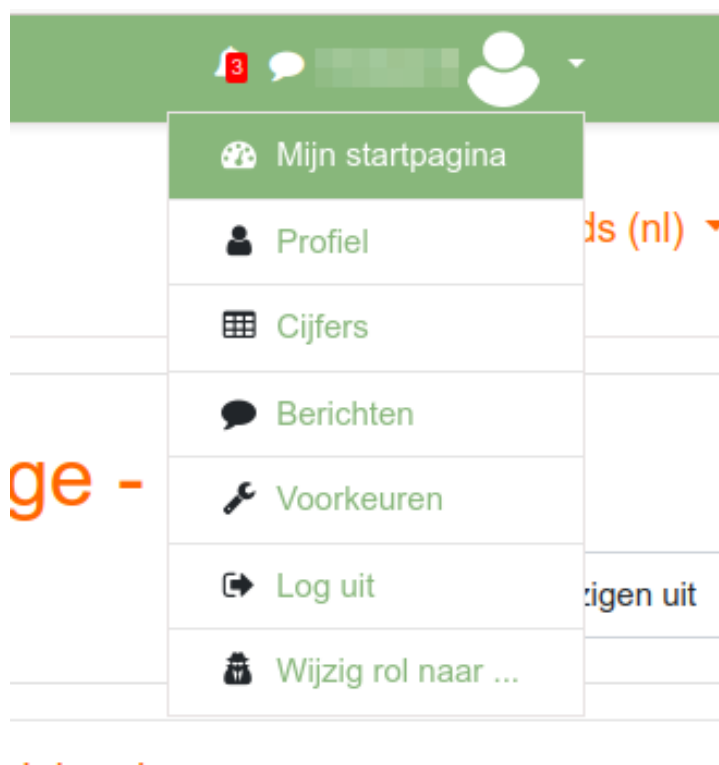 3
Mijn startpagina
ds (nl)
Profiel
Cijfers
Berichten
ge -
Voorkeuren
Log uit
zigen uit
Wijzig rol naar ...